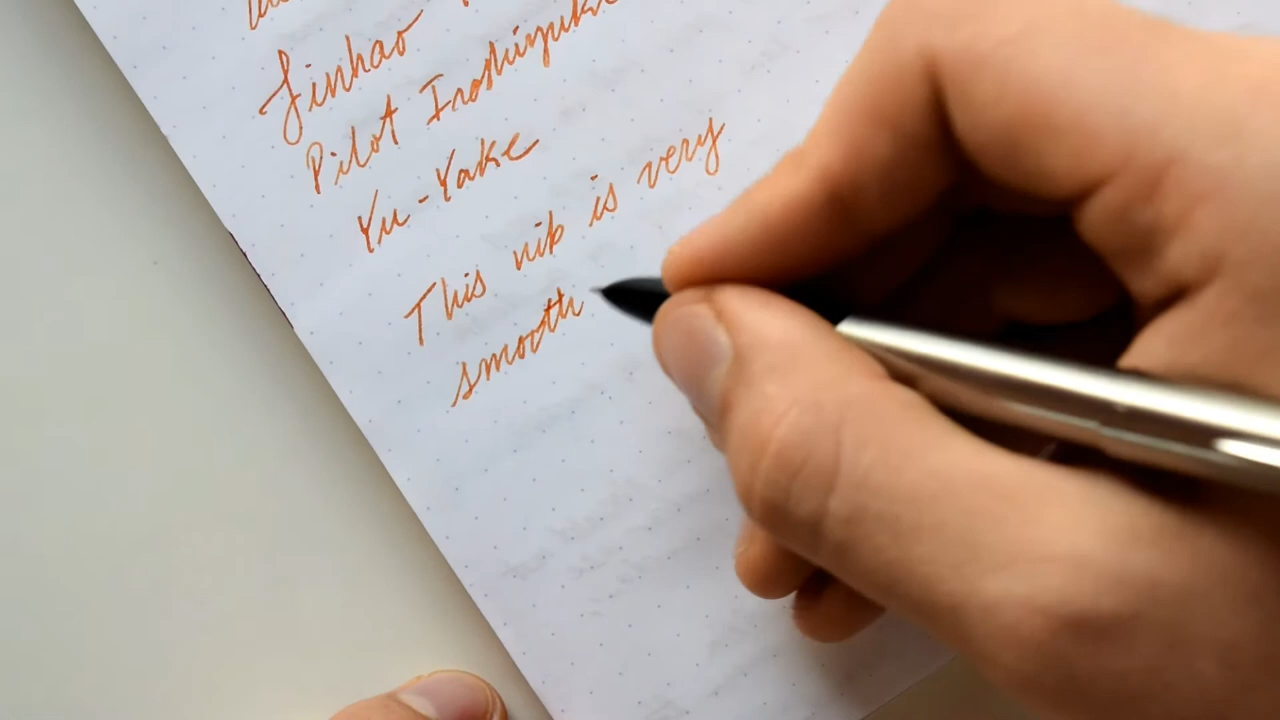 Jinhao
Pilot Iroshizuku
Yu-Yake
This nib is very
smooth